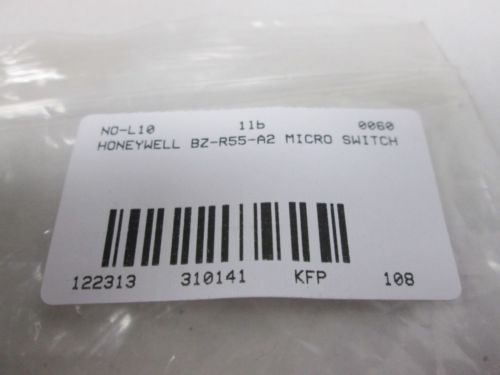 NO-L10 1lb 0060
HONEYWELL BZ-R55-A2 MICRO SWITCH
122313 310141 KFP 108